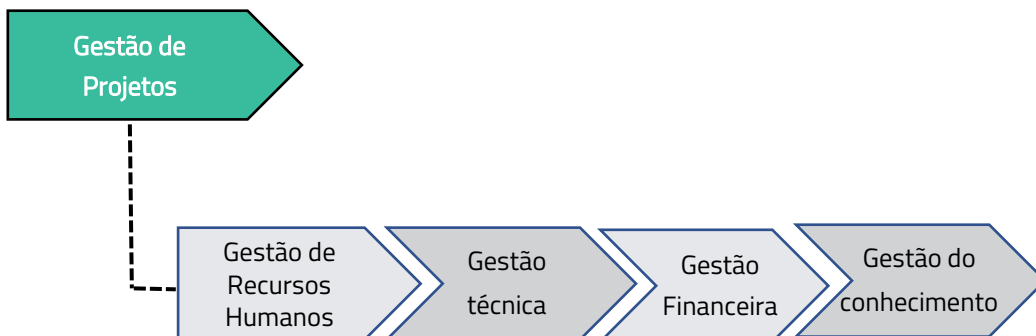 Gestão de
Projetos
Gestão de
Recursos
Humanos
Gestão
técnica
Gestão
Financeira
Gestão do
conhecimento